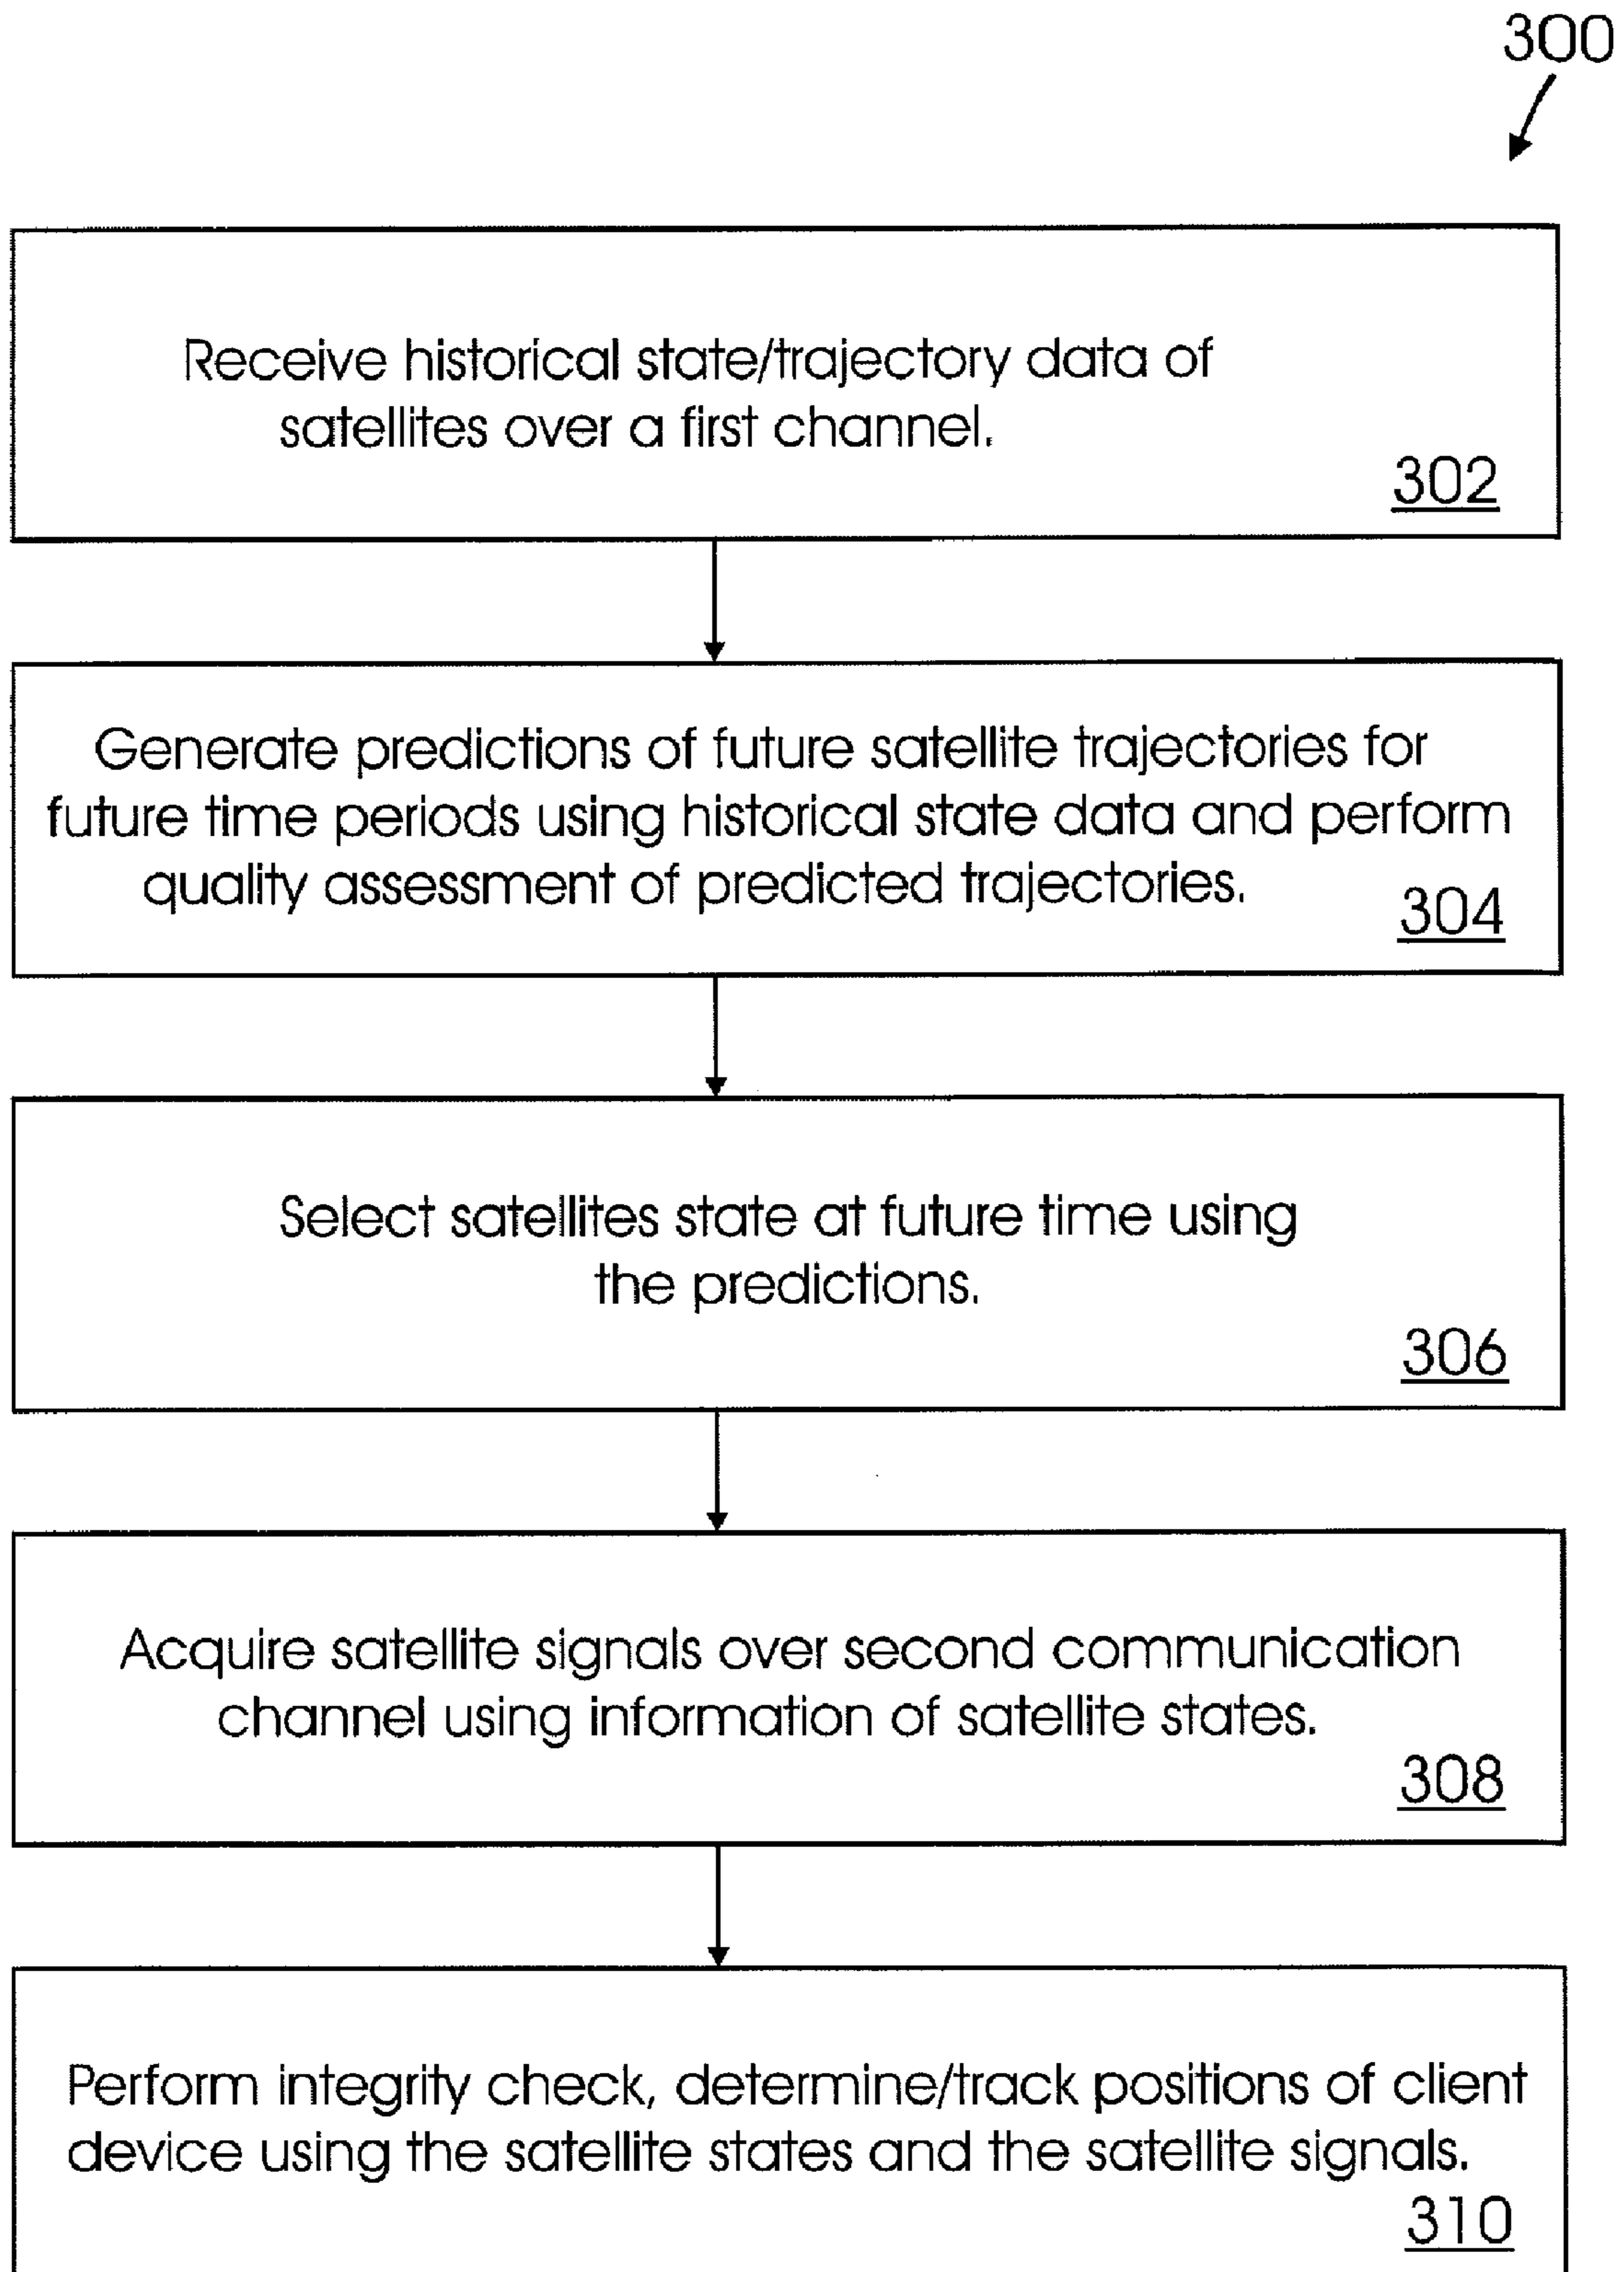 300
Receive historical state/trajectory data of
satellites over a first channel.
302
Generate predictions of future satellite trajectories for
future time periods using historical state data and perform
quality assessment of predicted trajectories.
304
Select satellites state at future time using
the predictions.
306
Acquire satellite signals over second communication
channel using information of satellite states.
308
Perform integrity check, determine/track positions of client
device using the satellite states and the satellite signals.
310